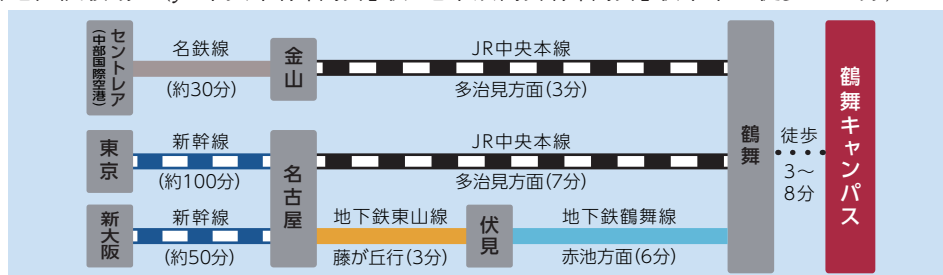 セントレア
(中部国際空港)
名鉄線
(約30分)
金山
JR中央本線
多治見方面(3分)
東京
新幹線
(約100分)
名古屋
JR中央本線
多治見方面(7分)
新大阪
新幹線
(約50分)
地下鉄東山線
藤が丘行(3分)
伏見
地下鉄鶴舞線
赤池方面(6分)
鶴舞
徒歩
3〜
8分
鶴舞キャンパス